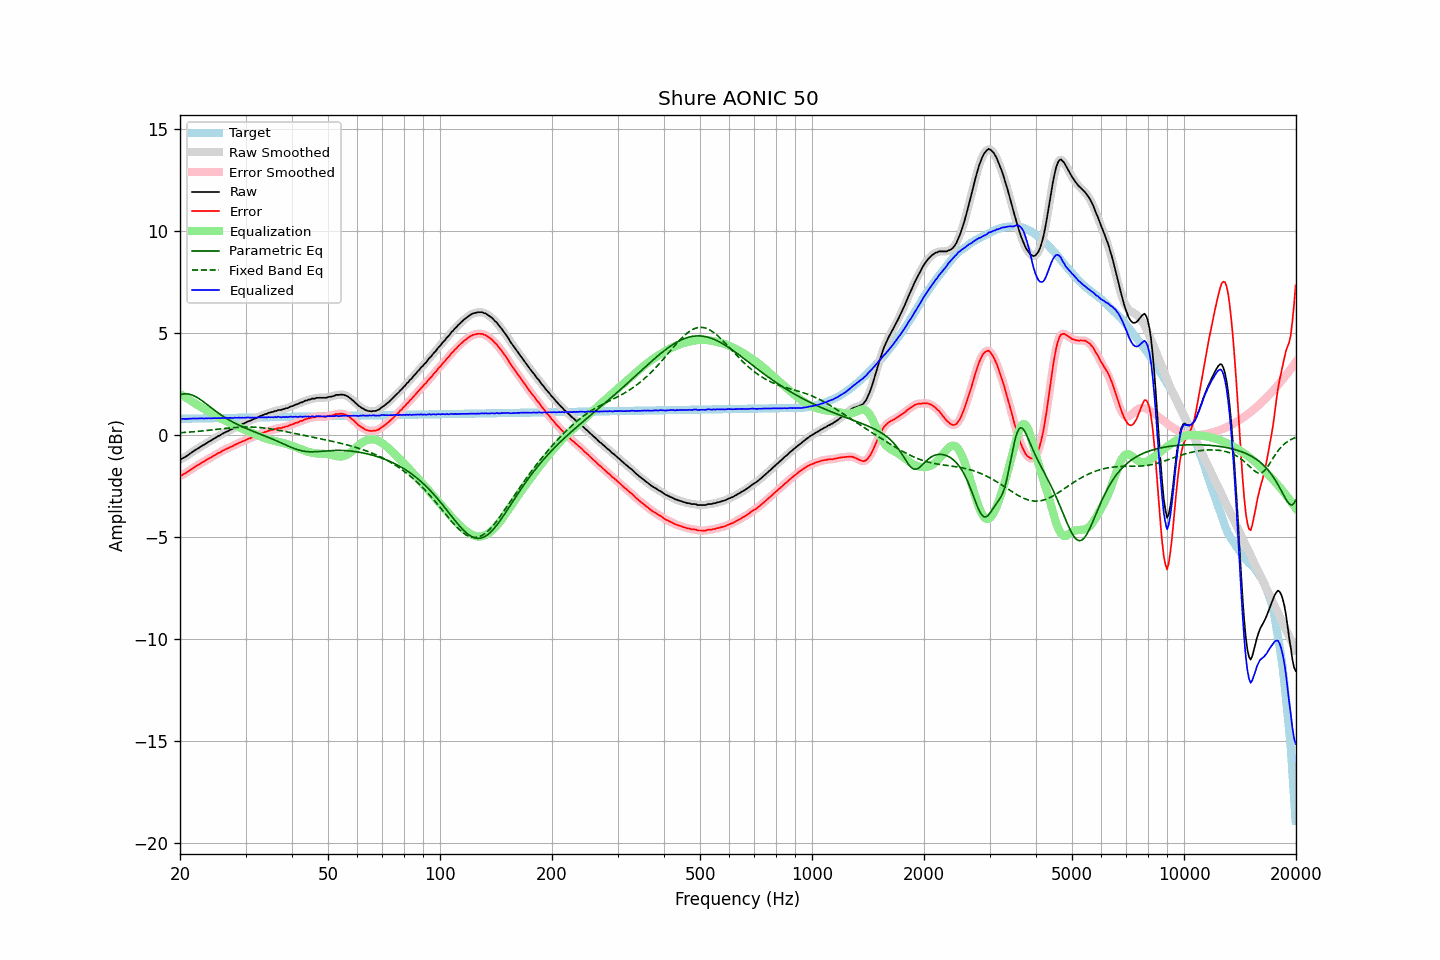 Shure AONIC 50
Target
Raw Smoothed
Error Smoothed
Raw
Error
Equalization
Parametric Eq
Fixed Band Eq
Equalized
15
10
5
0
−5
−10
−15
−20
Amplitude (dBr)
20 50 100 200 500 1000 2000 5000 10000 20000
Frequency (Hz)